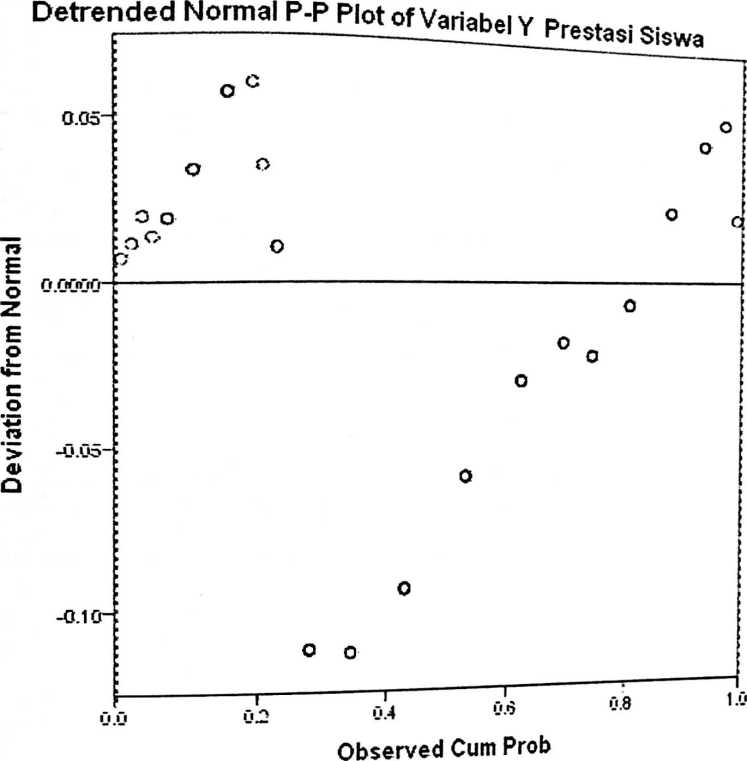 Detrended Normal P-P Plot of Variabel Y Prestasi Siswa
0.05
0.0000
-0.05
-0.10
0.0 0.2 0.4 0.6 0.8 1.0
Deviation from Normal
Observed Cum Prob